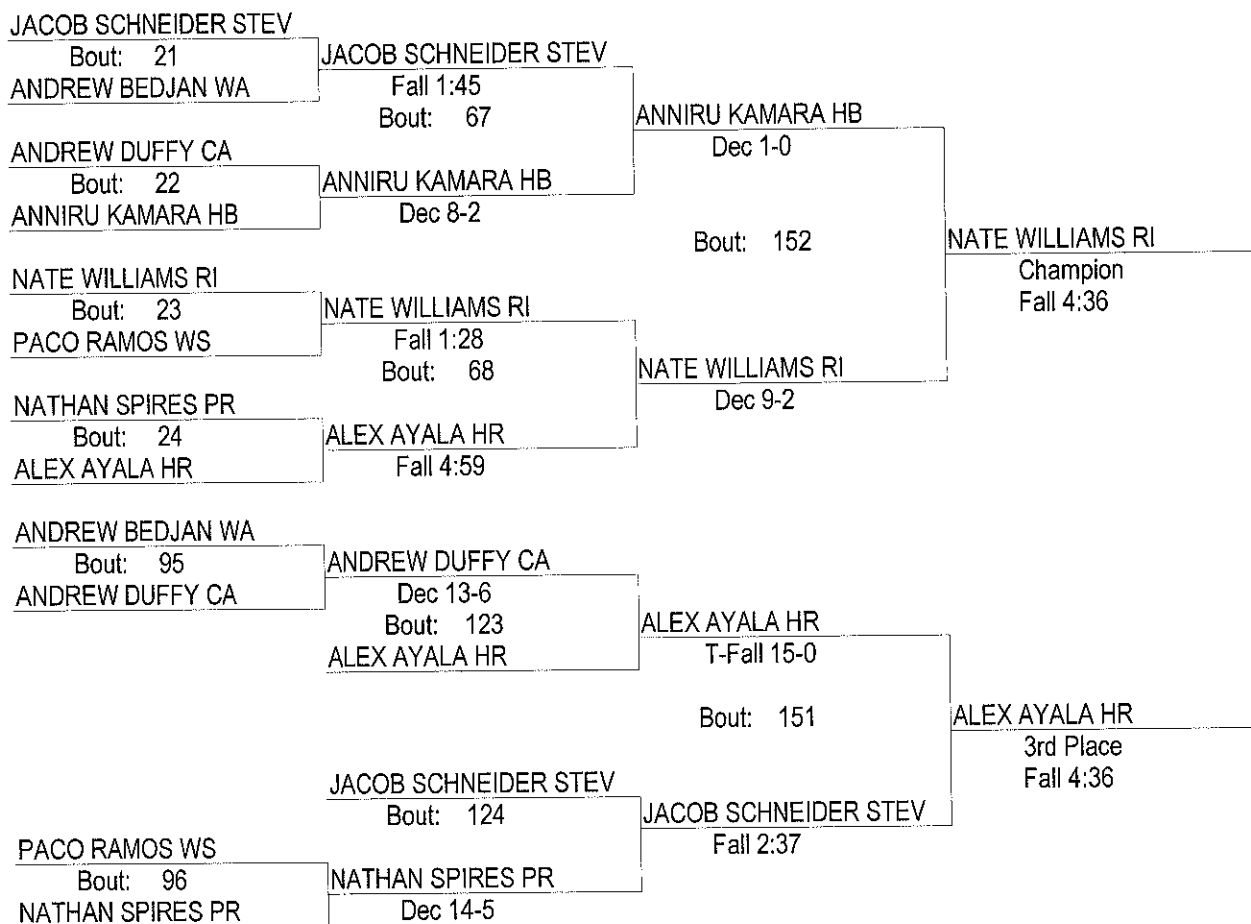 JACOB SCHNEIDER STEV
Bout: 21
ANDREW BEDJAN WA
JACOB SCHNEIDER STEV
Fall 1:45
Bout: 67
ANDREW DUFFY CA
Bout: 22
ANNIRU KAMARA HB
ANNIRU KAMARA HB
Dec 8-2
ANNIRU KAMARA HB
Dec 1-0
Bout: 152
NATE WILLIAMS RI
Champion
Fall 4:36
NATE WILLIAMS RI
Bout: 23
PACO RAMOS WS
NATE WILLIAMS RI
Fall 1:28
Bout: 68
NATHAN SPIRES PR
Bout: 24
ALEX AYALA HR
ALEX AYALA HR
Fall 4:59
NATE WILLIAMS RI
Dec 9-2
ANDREW BEDJAN WA
Bout: 95
ANDREW DUFFY CA
ANDREW DUFFY CA
Dec 13-6
Bout: 123
ALEX AYALA HR
ALEX AYALA HR
T-Fall 15-0
Bout: 151
ALEX AYALA HR
3rd Place
Fall 4:36
JACOB SCHNEIDER STEV
Bout: 124
JACOB SCHNEIDER STEV
Fall 2:37
PACO RAMOS WS
Bout: 96
NATHAN SPIRES PR
NATHAN SPIRES PR
Dec 14-5